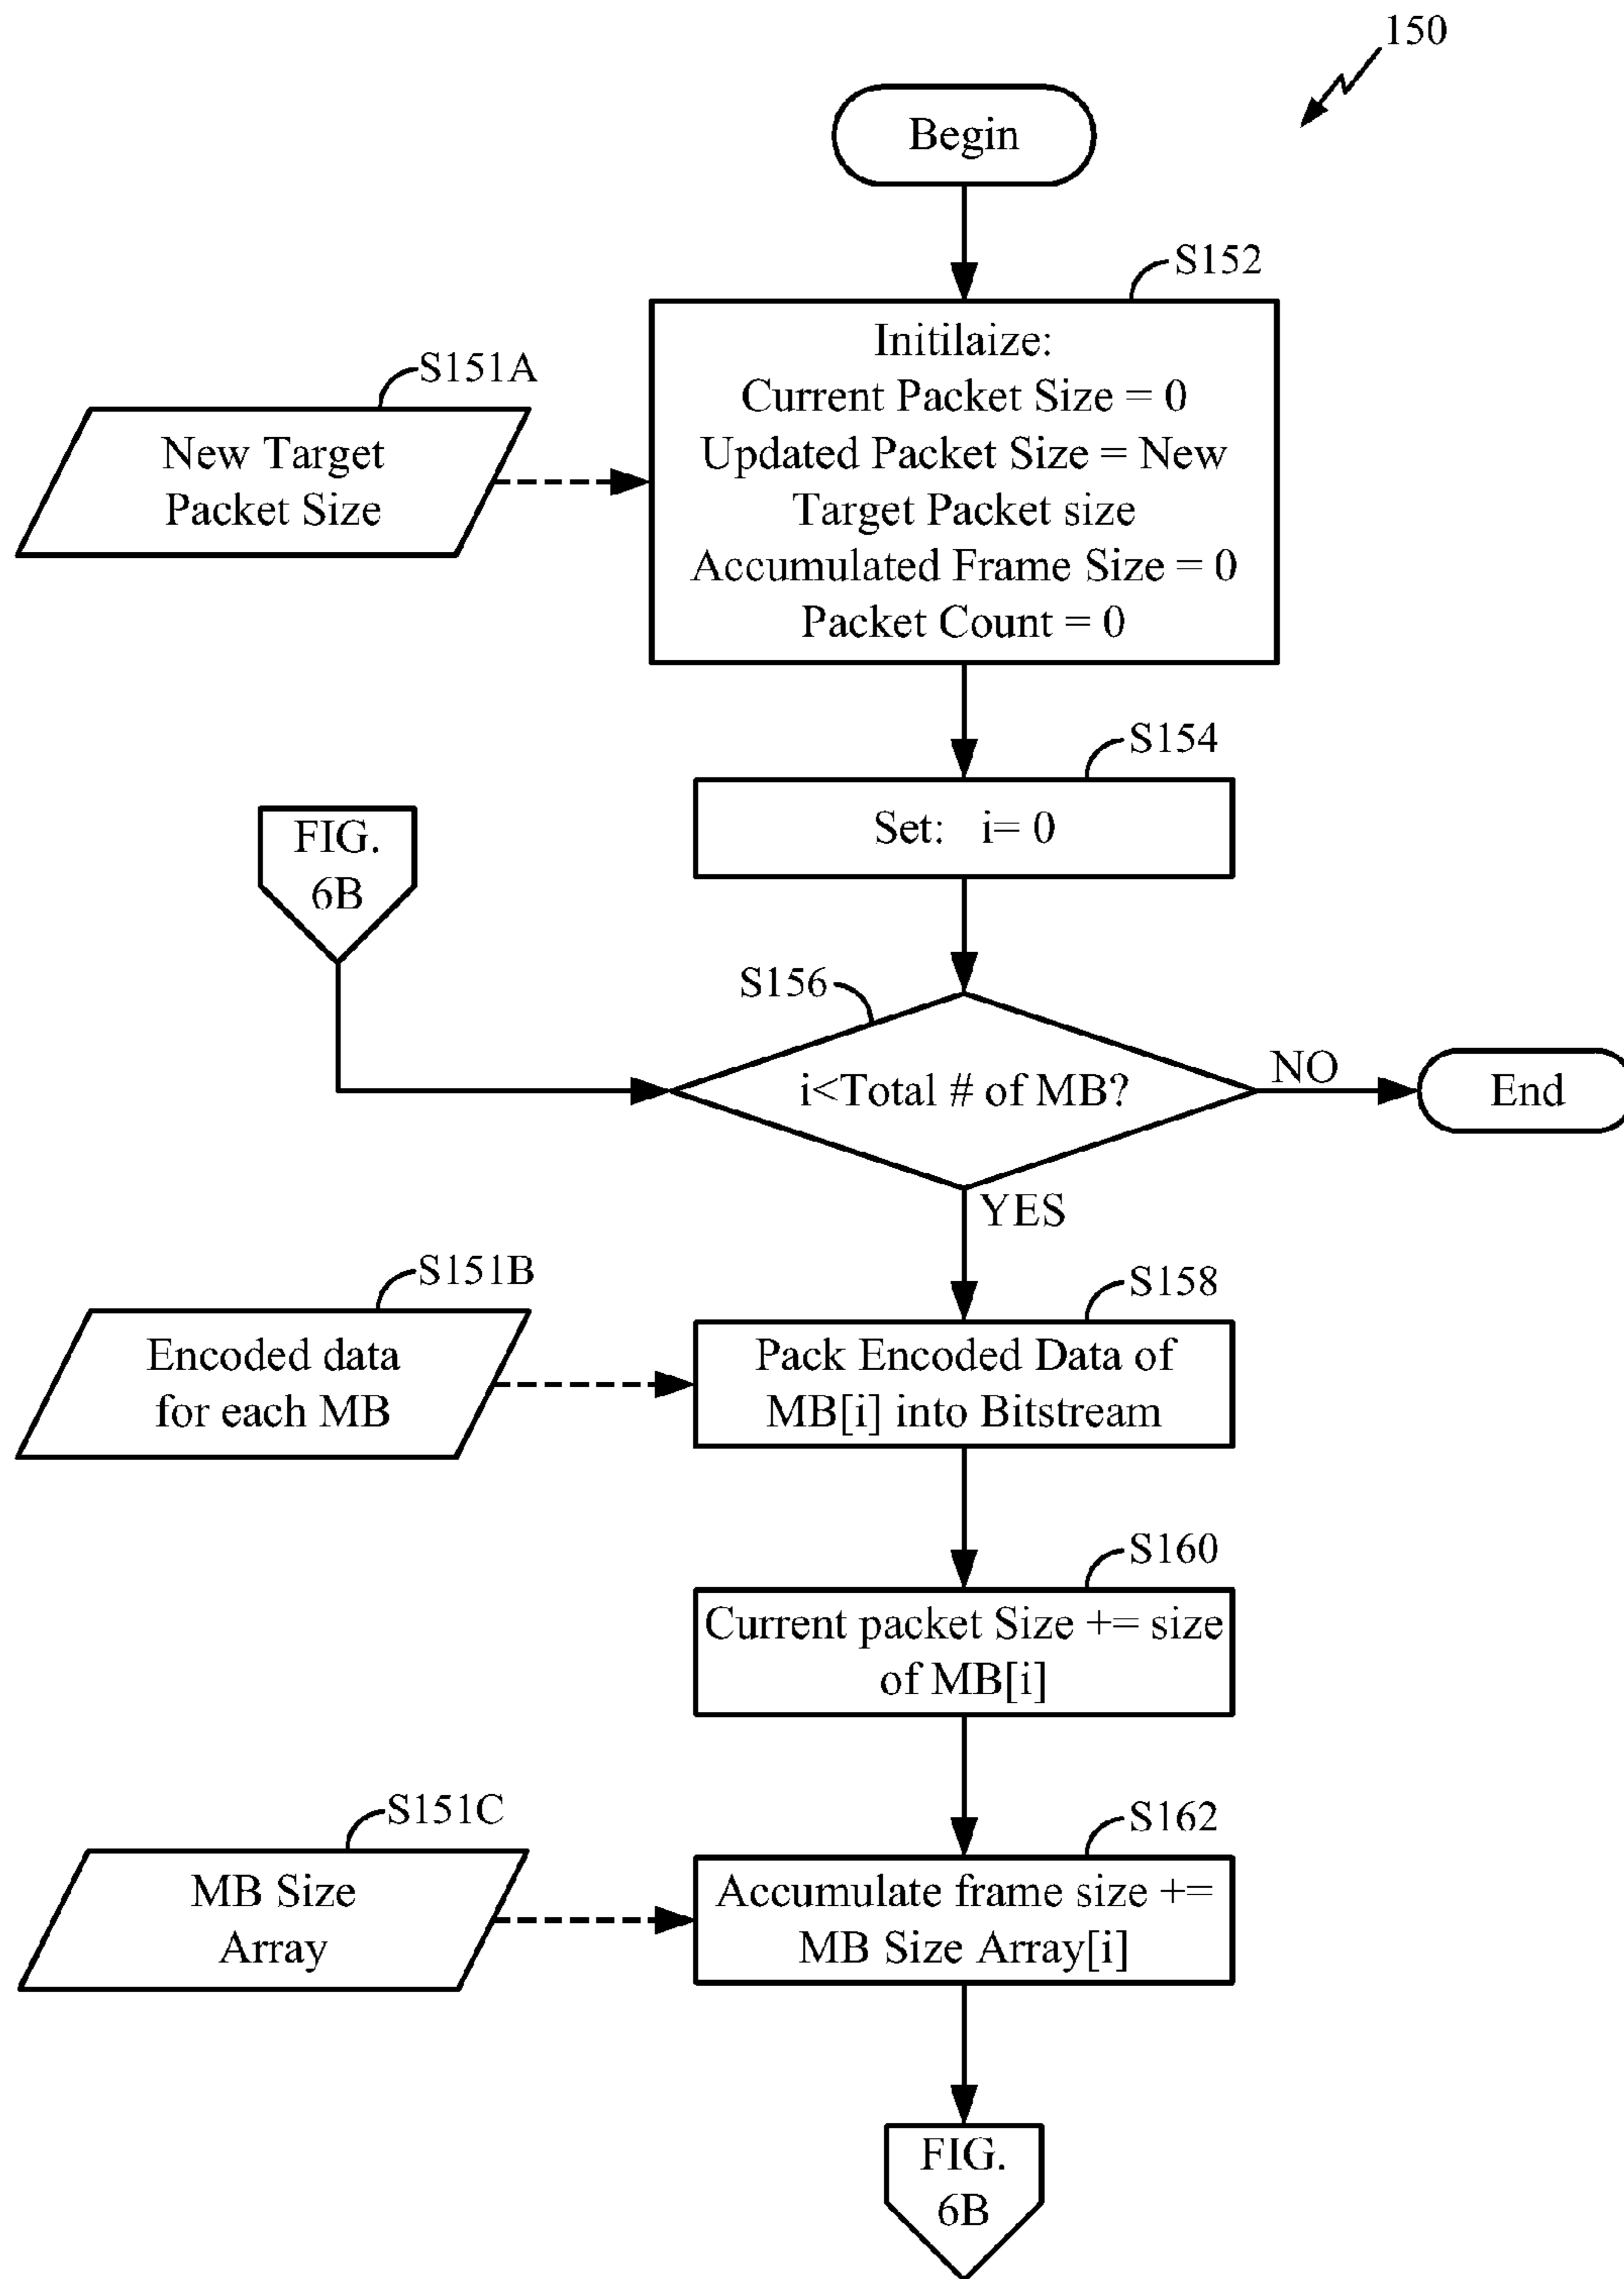 150
Begin
S152
Initilaize:
Current Packet Size = 0
Updated Packet Size = New
Target Packet size
Accumulated Frame Size = 0
Packet Count = 0
S151A
New Target
Packet Size
S154
Set: i= 0
FIG.
6B
S156
i<Total # of MB?
NO
End
YES
S151B
Encoded data
for each MB
S158
Pack Encoded Data of
MB[i] into Bitstream
S160
Current packet Size += size
of MB[i]
S151C
MB Size
Array
S162
Accumulate frame size +=
MB Size Array[i]
FIG.
6B